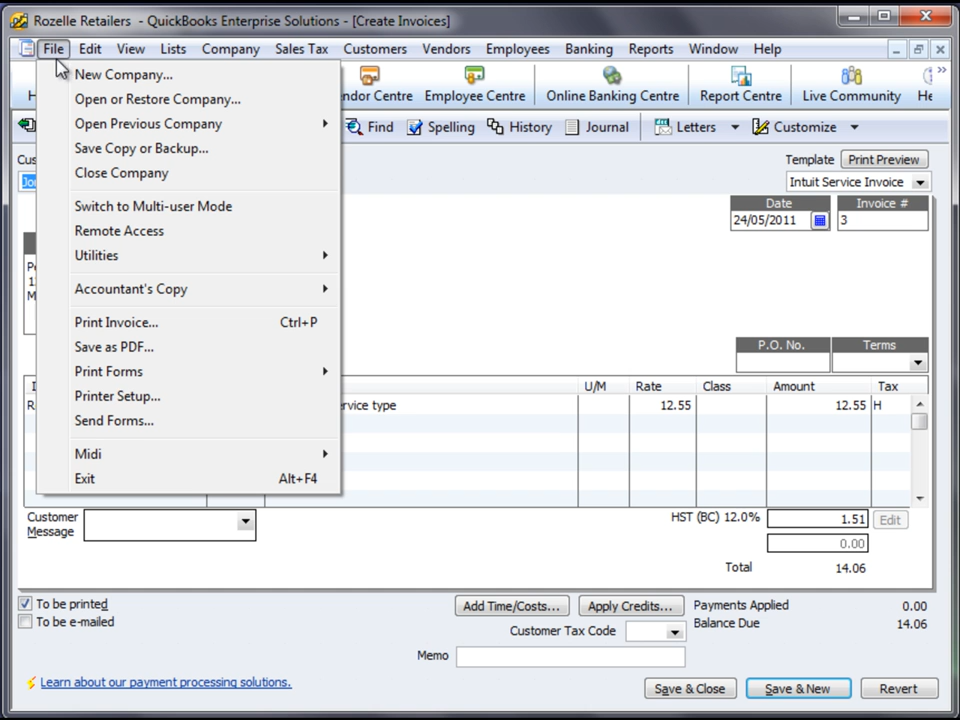 Rozelle Retailers - QuickBooks Enterprise Solutions - [Create Invoices]
File Edit View Lists Company Sales Tax Customers Vendors Employees Banking Reports Window Help
New Company...
Open or Restore Company...
Open Previous Company
Save Copy or Backup...
Close Company
Switch to Multi-user Mode
Remote Access
Utilities
Accountant's Copy
Print Invoice... Ctrl+P
Save as PDF...
Print Forms
Printer Setup...
Send Forms...
Midi
Exit Alt+F4
Employee Centre Online Banking Centre Report Centre Live Community
Find Spelling History Journal Letters Customize
Template Print Preview
Intuit Service Invoice
Date Invoice #
24/05/2011 3
P.O. No. Terms
U/M Rate Class Amount Tax
type 12.55 12.55 H
Customer
Message
HST (BC) 12.0% 1.51 Edit
0.00
Total 14.06
To be printed
To be e-mailed
Add Time/Costs... Apply Credits... Payments Applied 0.00
Customer Tax Code Balance Due 14.06
Memo
Learn about our payment processing solutions.
Save & Close Save & New Revert